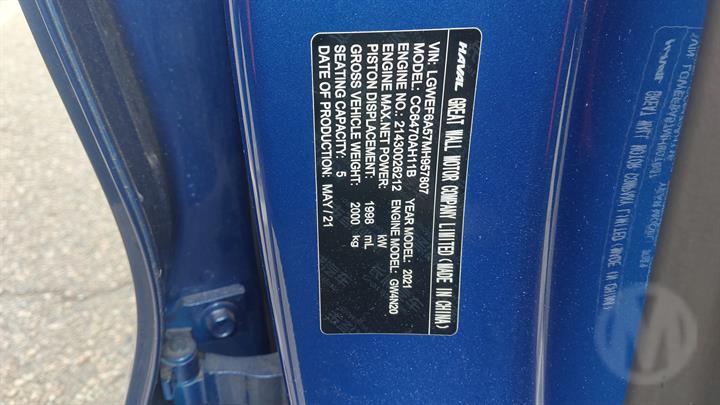 HAVAL GREAT WALL MOTOR COMPANY LIMITED (MADE IN CHINA)
VIN: LGWEF6A57MH957807
MODEL: CC6470AH11B YEAR MODEL: 2021
ENGINE NO.: 21430028212 ENGINE MODEL: GW4N20
ENGINE MAX.NET POWER: kW
PISTON DISPLACEMENT: 1998 mL
GROSS VEHICLE WEIGHT: 2000 kg
SEATING CAPACITY: 5
DATE OF PRODUCTION: MAY/21
M